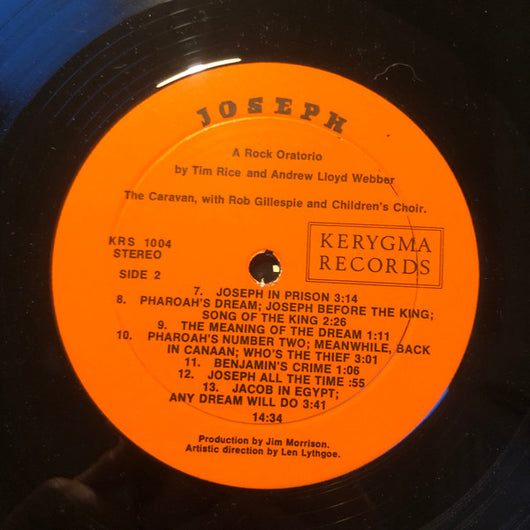 JOSEPH
A Rock Oratorio
by Tim Rice and Andrew Lloyd Webber
The Caravan, with Rob Gillespie and Children's Choir.
KRS 1004
STEREO
SIDE 2
KERYGMA
RECORDS
7. JOSEPH IN PRISON 3:14
8. PHAROAH'S DREAM; JOSEPH BEFORE THE KING;
SONG OF THE KING 2:26
9. THE MEANING OF THE DREAM 1:11
10. PHAROAH'S NUMBER TWO; MEANWHILE, BACK
IN CANAAN; WHO'S THE THIEF 3:01
11. BENJAMIN'S CRIME 1:06
12. JOSEPH ALL THE TIME :55
13. JACOB IN EGYPT;
ANY DREAM WILL DO 3:41
14:34
Production by Jim Morrison.
Artistic direction by Len Lythgoe.